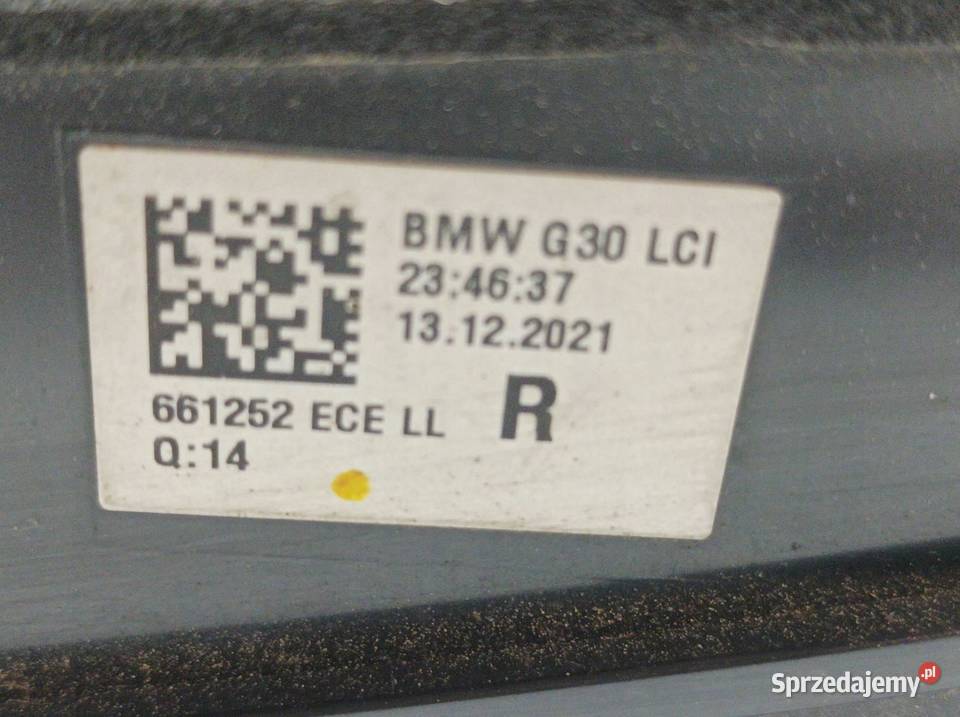 BMW G30 LCI
23:46:37
13.12.2021
661252 ECE LL R
Q:14
Sprzedajemy.pl